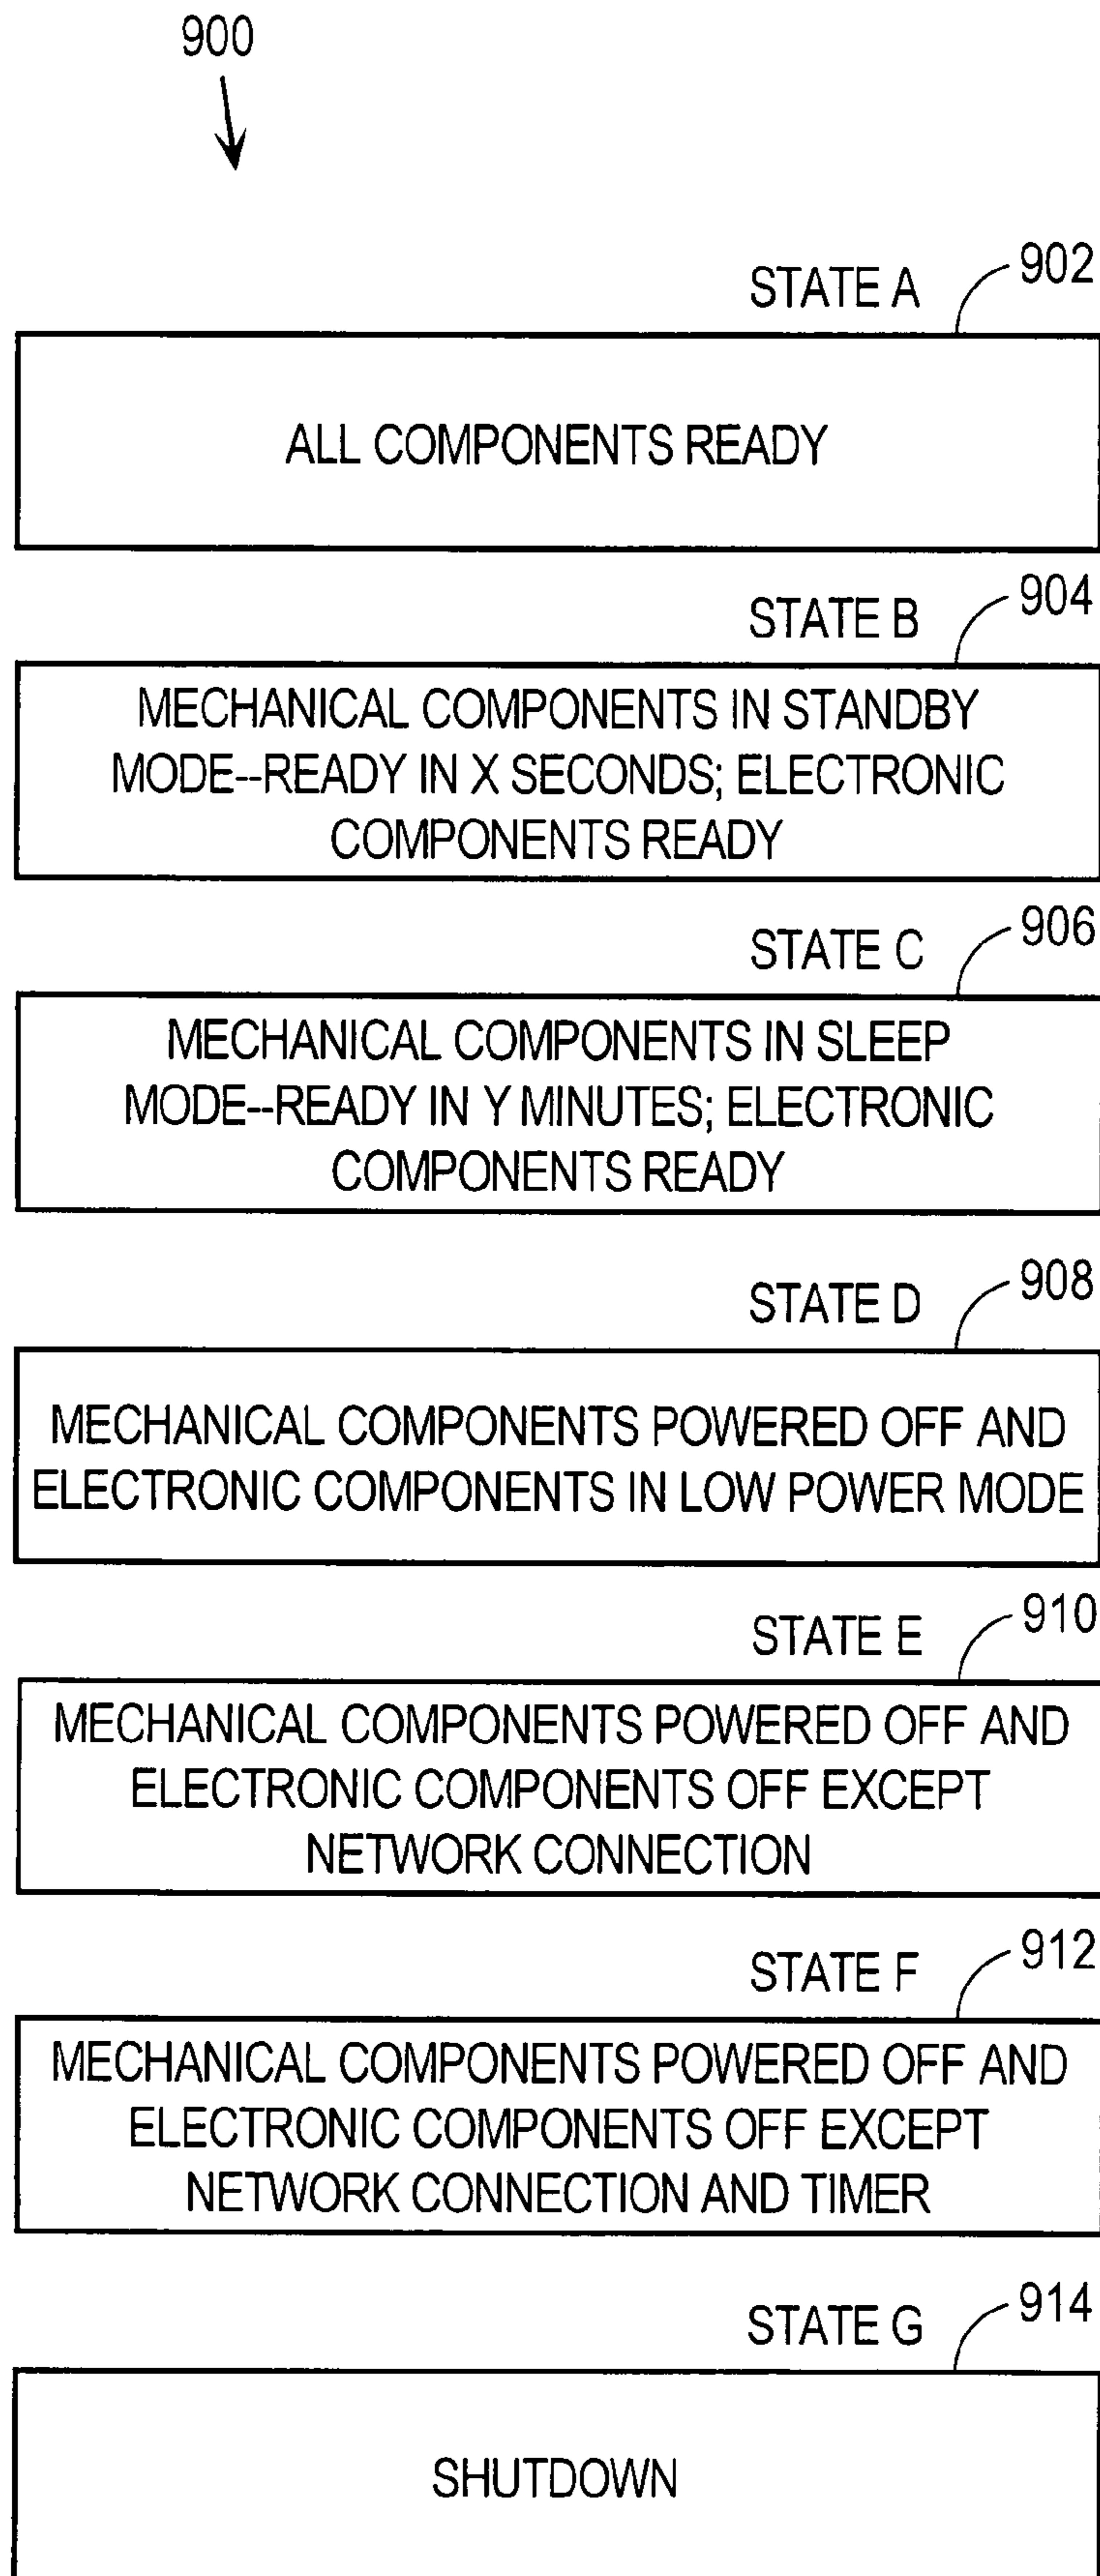 900
STATE A
902
ALL COMPONENTS READY
STATE B
904
MECHANICAL COMPONENTS IN STANDBY
MODE--READY IN X SECONDS; ELECTRONIC
COMPONENTS READY
STATE C
906
MECHANICAL COMPONENTS IN SLEEP
MODE--READY IN Y MINUTES; ELECTRONIC
COMPONENTS READY
STATE D
908
MECHANICAL COMPONENTS POWERED OFF AND
ELECTRONIC COMPONENTS IN LOW POWER MODE
STATE E
910
MECHANICAL COMPONENTS POWERED OFF AND
ELECTRONIC COMPONENTS OFF EXCEPT
NETWORK CONNECTION
STATE F
912
MECHANICAL COMPONENTS POWERED OFF AND
ELECTRONIC COMPONENTS OFF EXCEPT
NETWORK CONNECTION AND TIMER
STATE G
914
SHUTDOWN